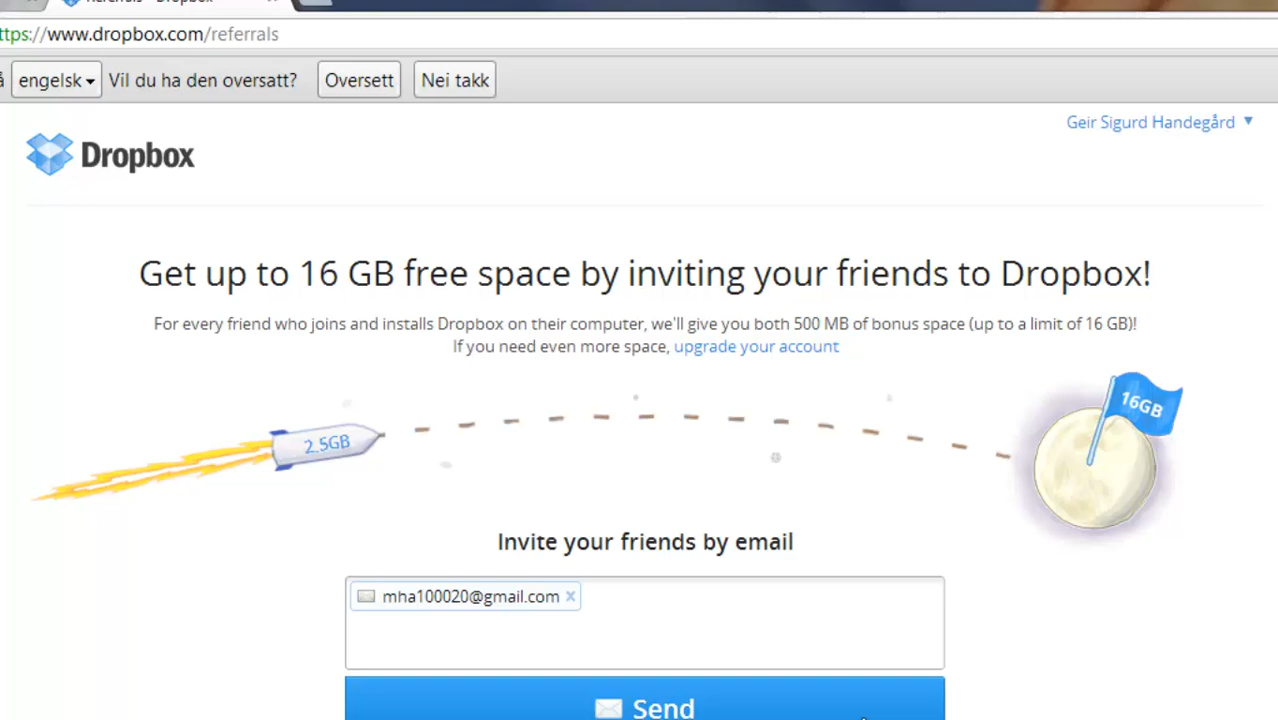 ttps://www.dropbox.com/referrals
å engelsk Vil du ha den oversatt? Oversett Nei takk
Geir Sigurd Handegård
Dropbox
Get up to 16 GB free space by inviting your friends to Dropbox!
For every friend who joins and installs Dropbox on their computer, we'll give you both 500 MB of bonus space (up to a limit of 16 GB)!
If you need even more space, upgrade your account
16GB
2.5GB
Invite your friends by email
mha100020@gmail.com
Send